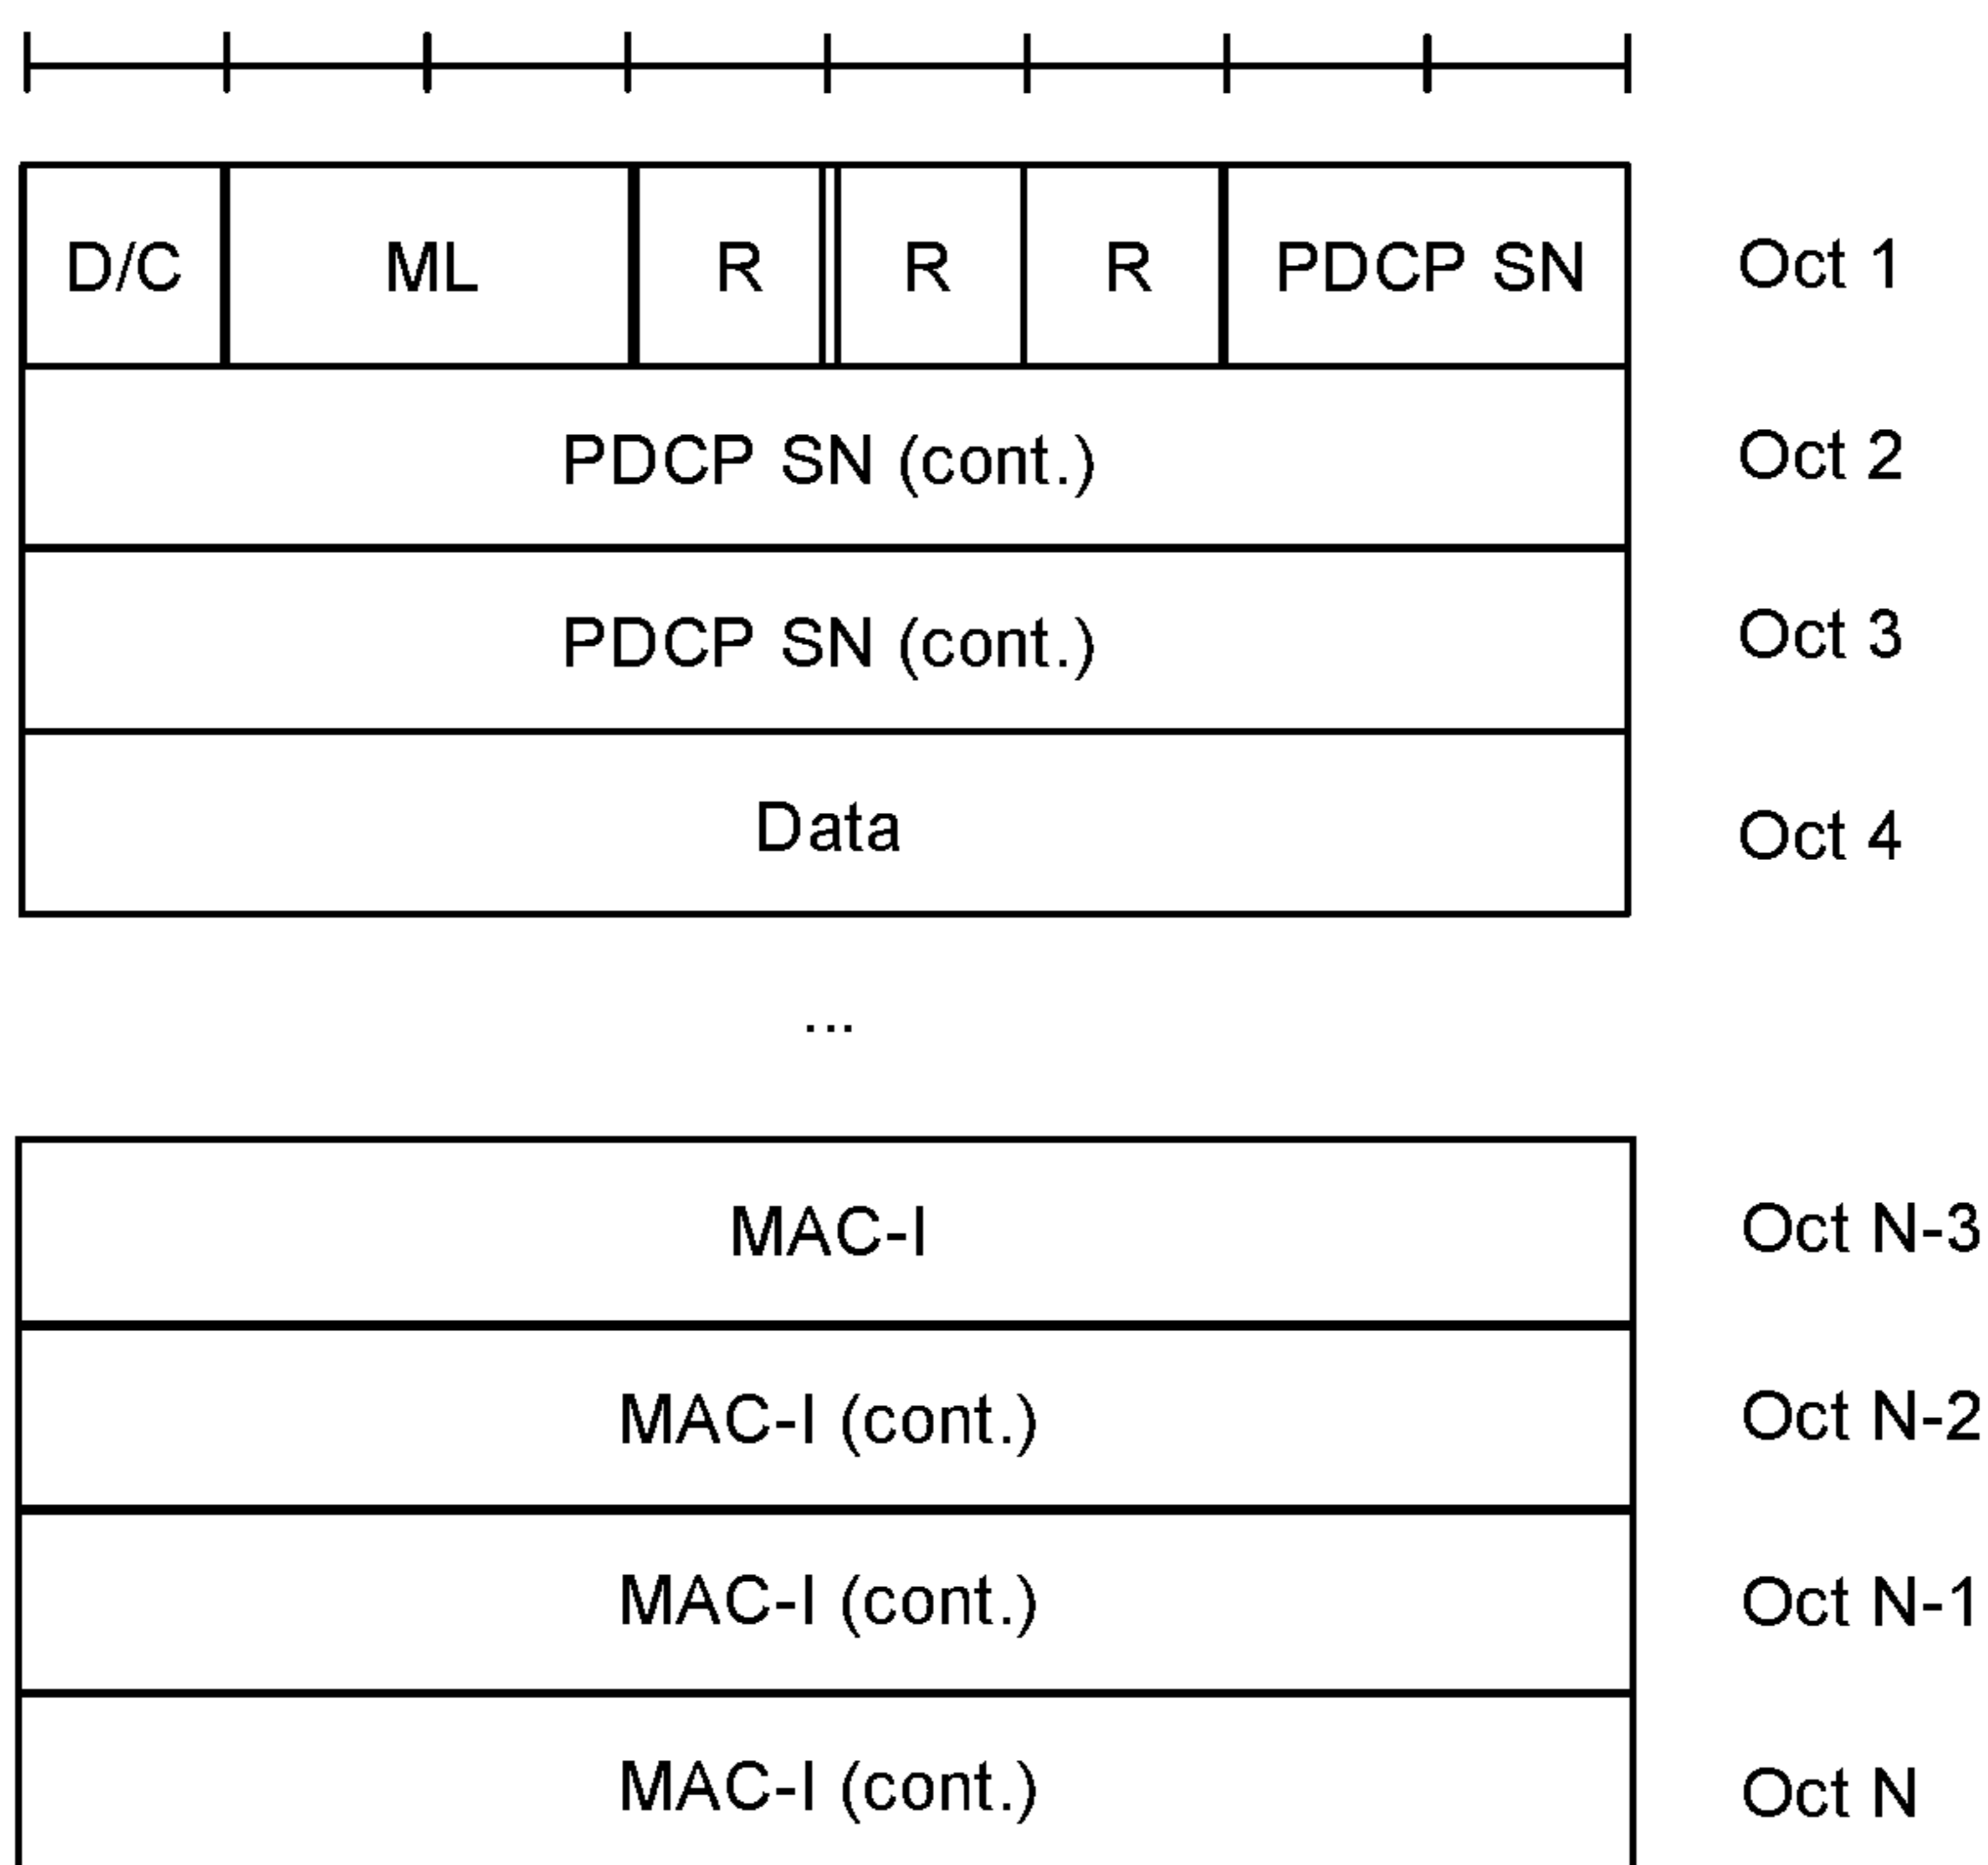 D/C ML R R R PDCP SN Oct 1
PDCP SN (cont.) Oct 2
PDCP SN (cont.) Oct 3
Data Oct 4
...
MAC-I Oct N-3
MAC-I (cont.) Oct N-2
MAC-I (cont.) Oct N-1
MAC-I (cont.) Oct N